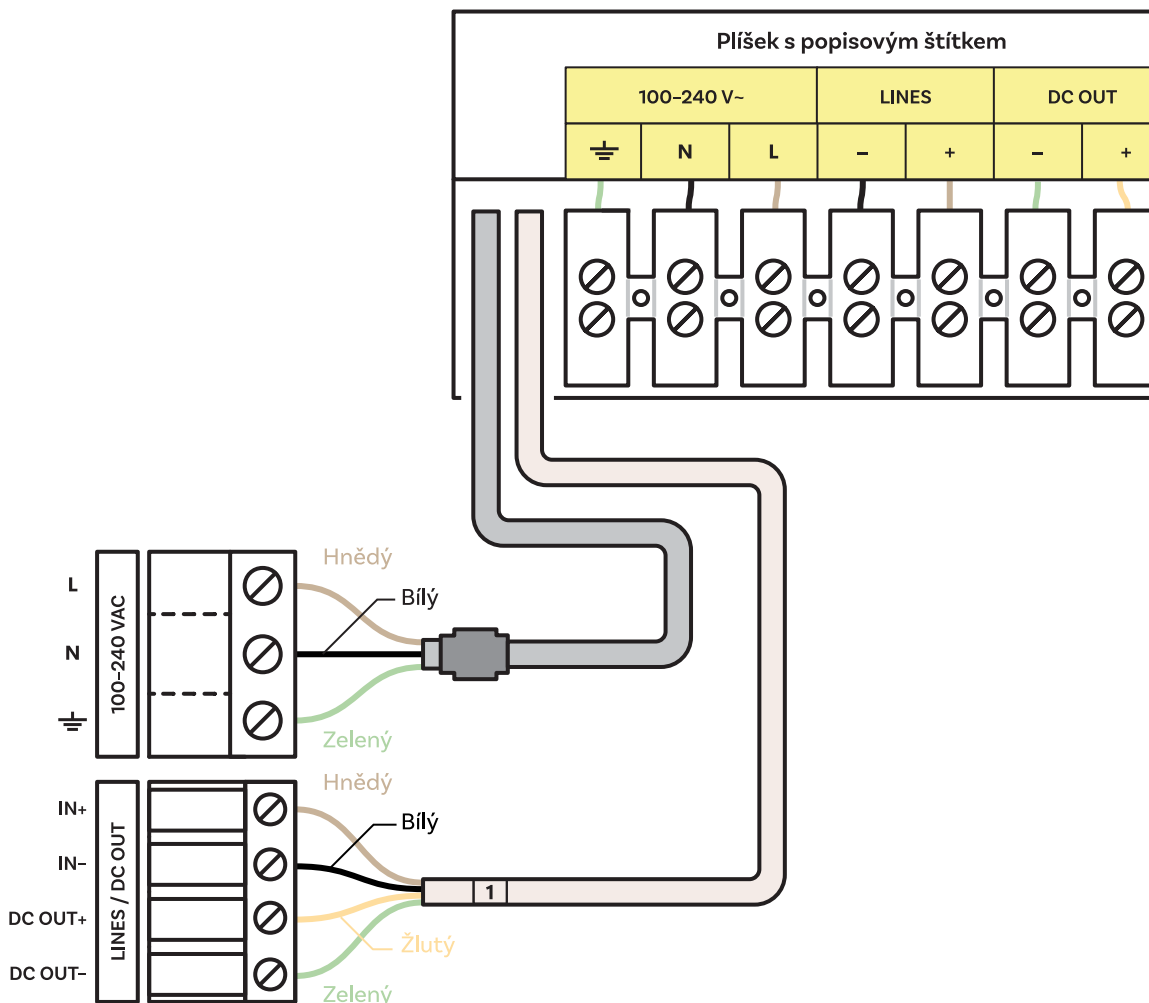 Plíšek s popisovým štítkem
100–240 V~ LINES DC OUT
N L – + – +
Hnědý
L
Bílý
100–240 VAC
N
Zelený
Hnědý
IN+
Bílý
IN–
LINES / DC OUT
1
DC OUT+
Žlutý
DC OUT–
Zelený